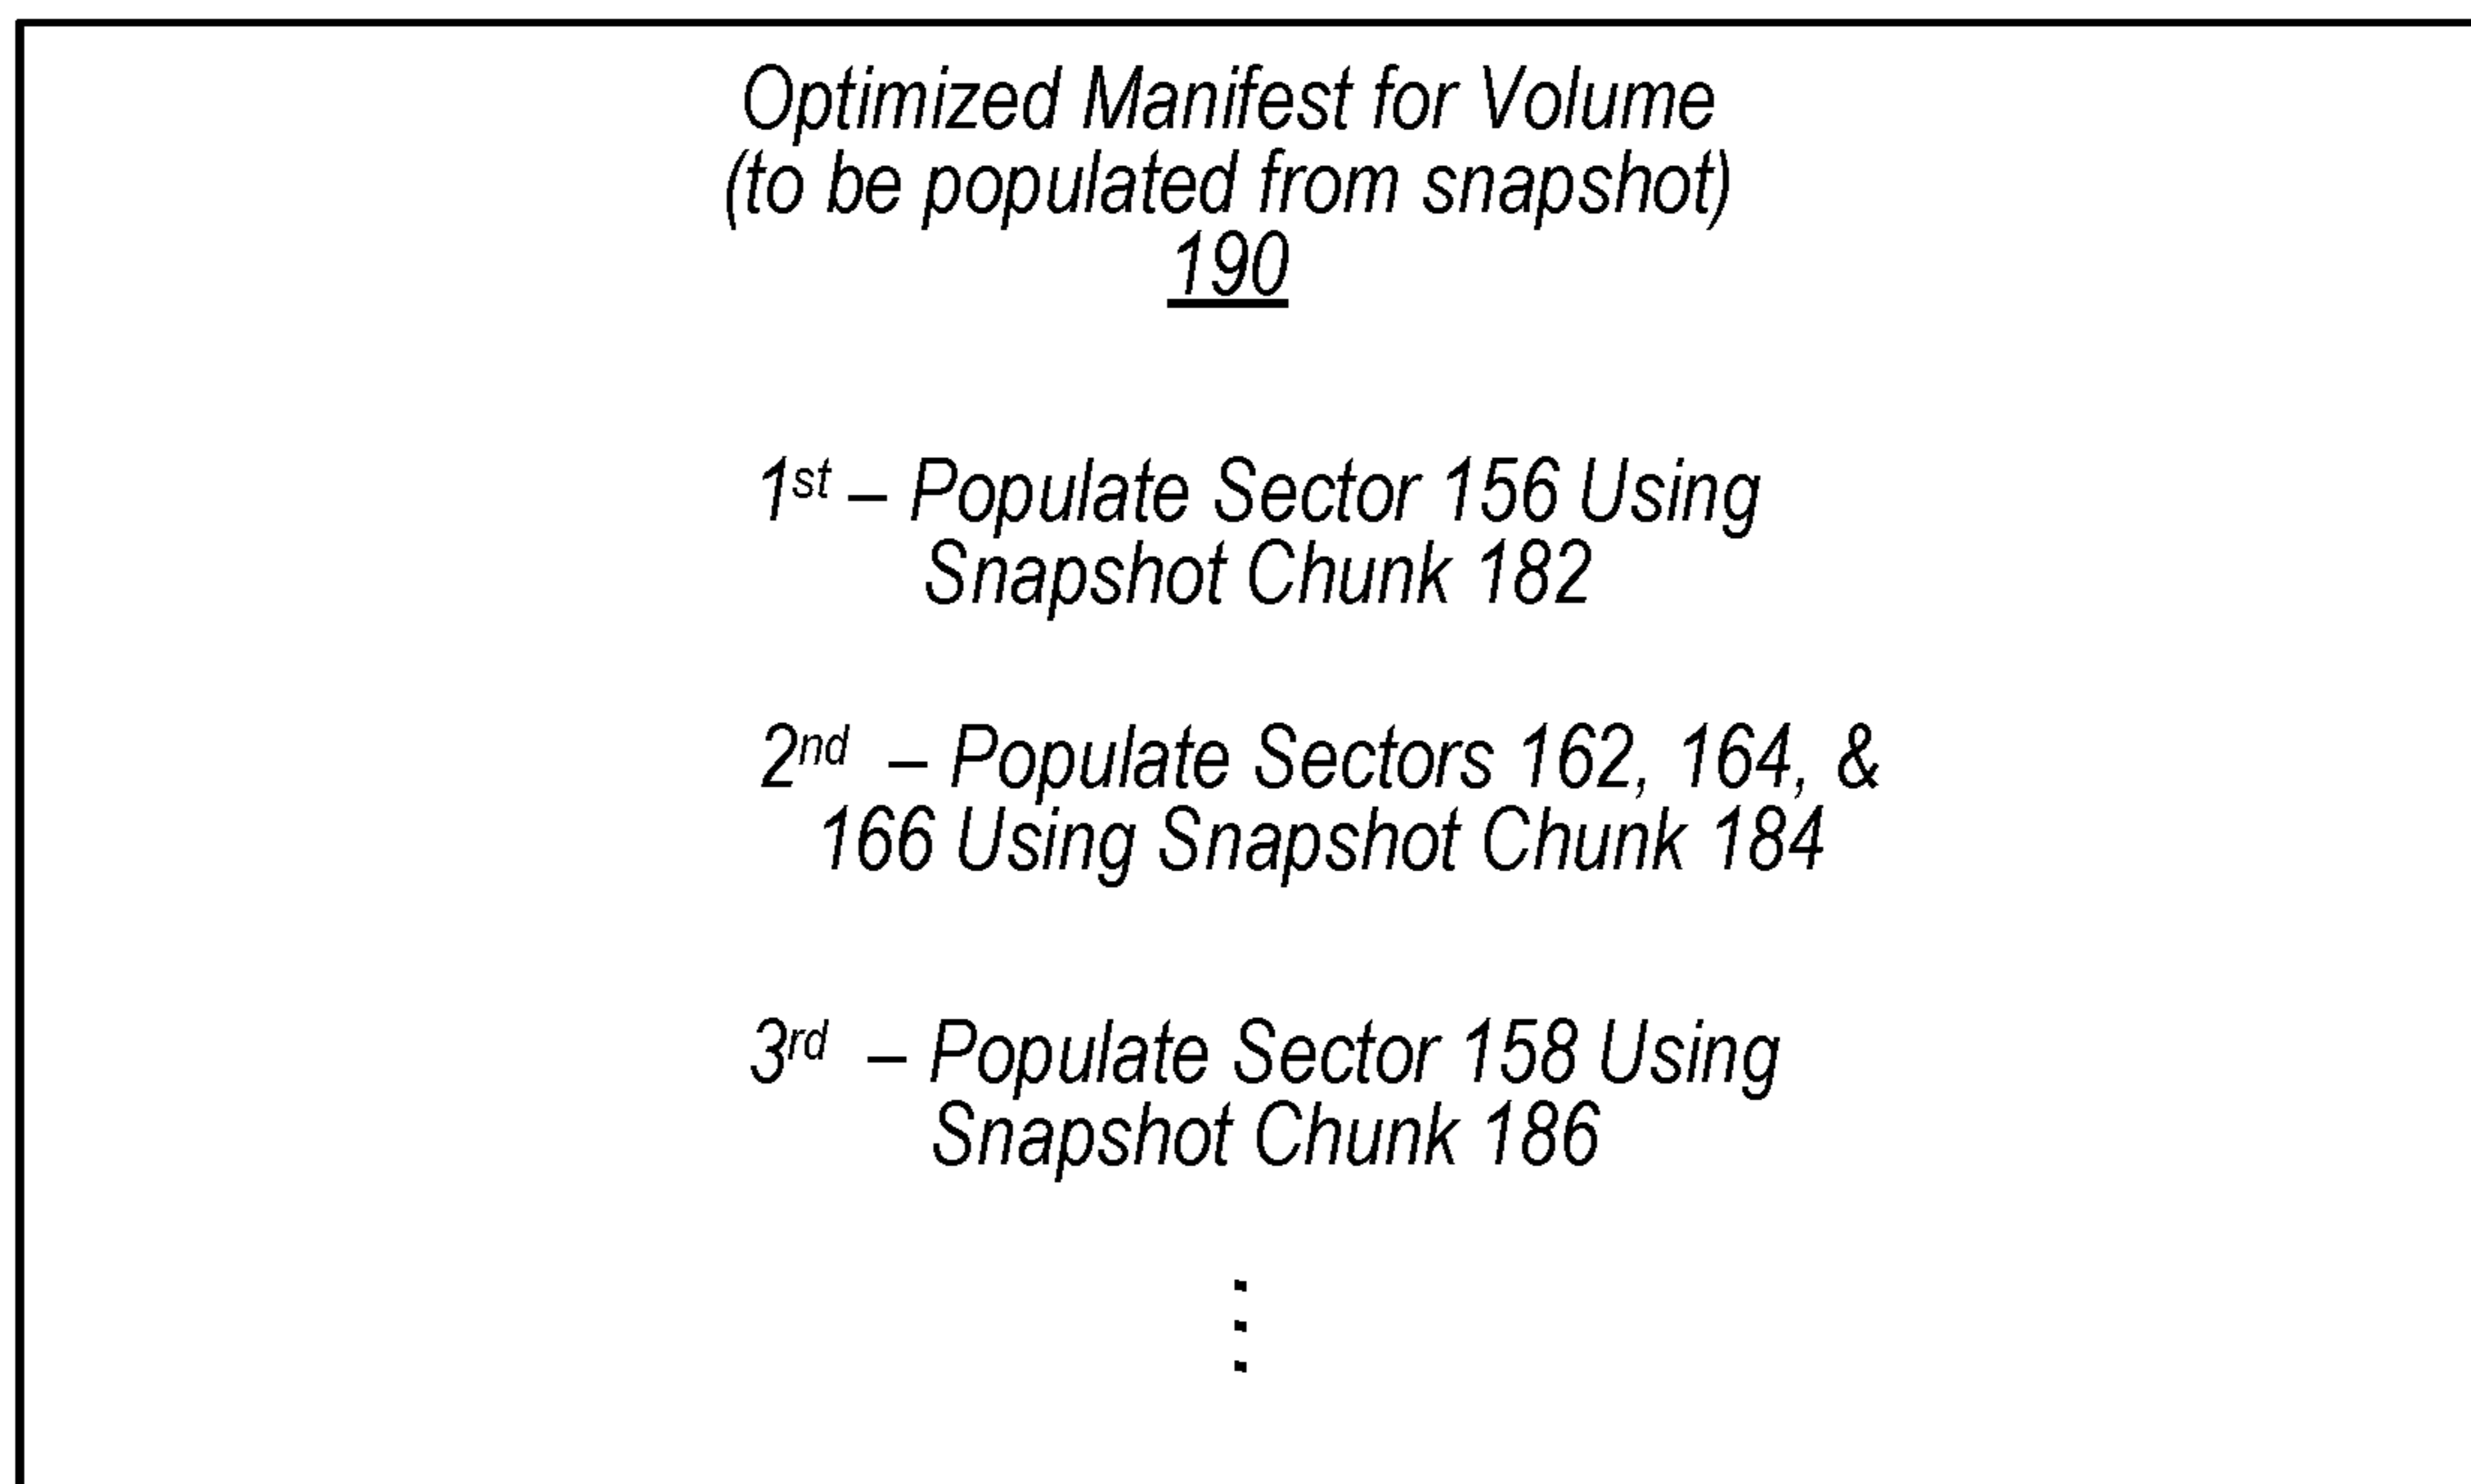 Optimized Manifest for Volume
(to be populated from snapshot)
190
1st – Populate Sector 156 Using
Snapshot Chunk 182
2nd – Populate Sectors 162, 164, &
166 Using Snapshot Chunk 184
3rd – Populate Sector 158 Using
Snapshot Chunk 186